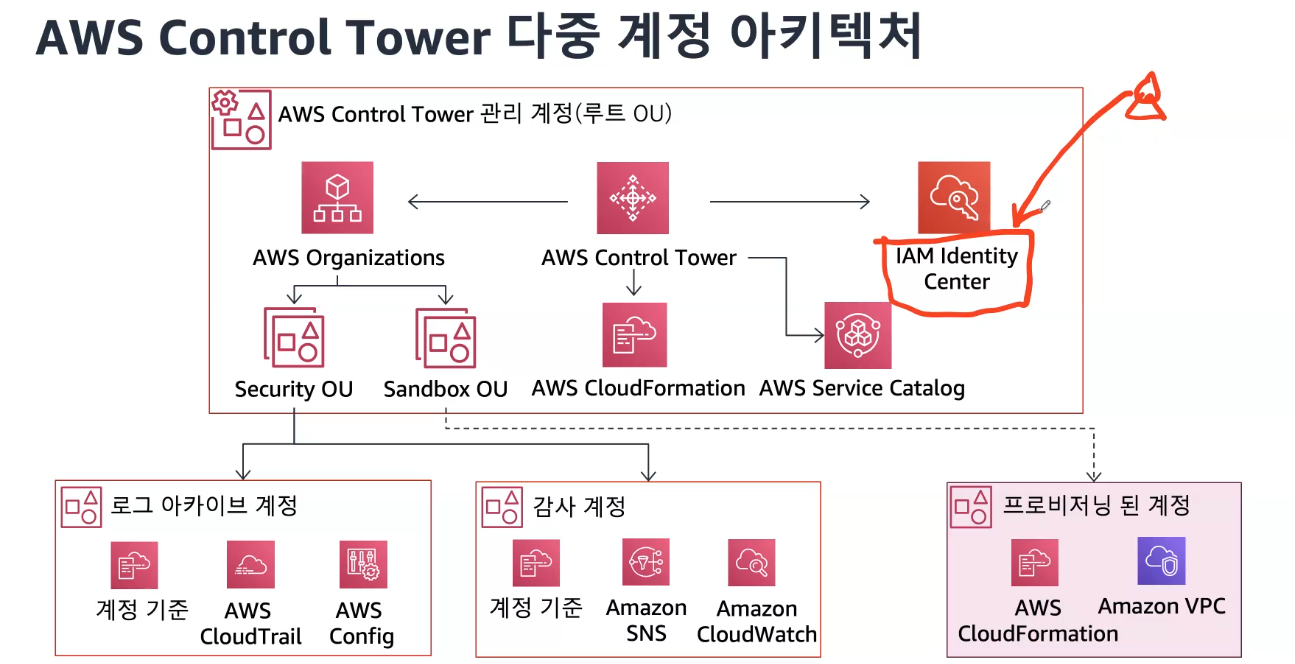 AWS Control Tower 다중 계정 아키텍처
AWS Control Tower 관리 계정(루트 OU)
AWS Organizations
AWS Control Tower
IAM Identity
Center
Security OU
Sandbox OU
AWS CloudFormation
AWS Service Catalog
로그 아카이브 계정
계정 기준
AWS
CloudTrail
AWS
Config
감사 계정
계정 기준
Amazon
SNS
Amazon
CloudWatch
프로비저닝 된 계정
AWS
CloudFormation
Amazon VPC